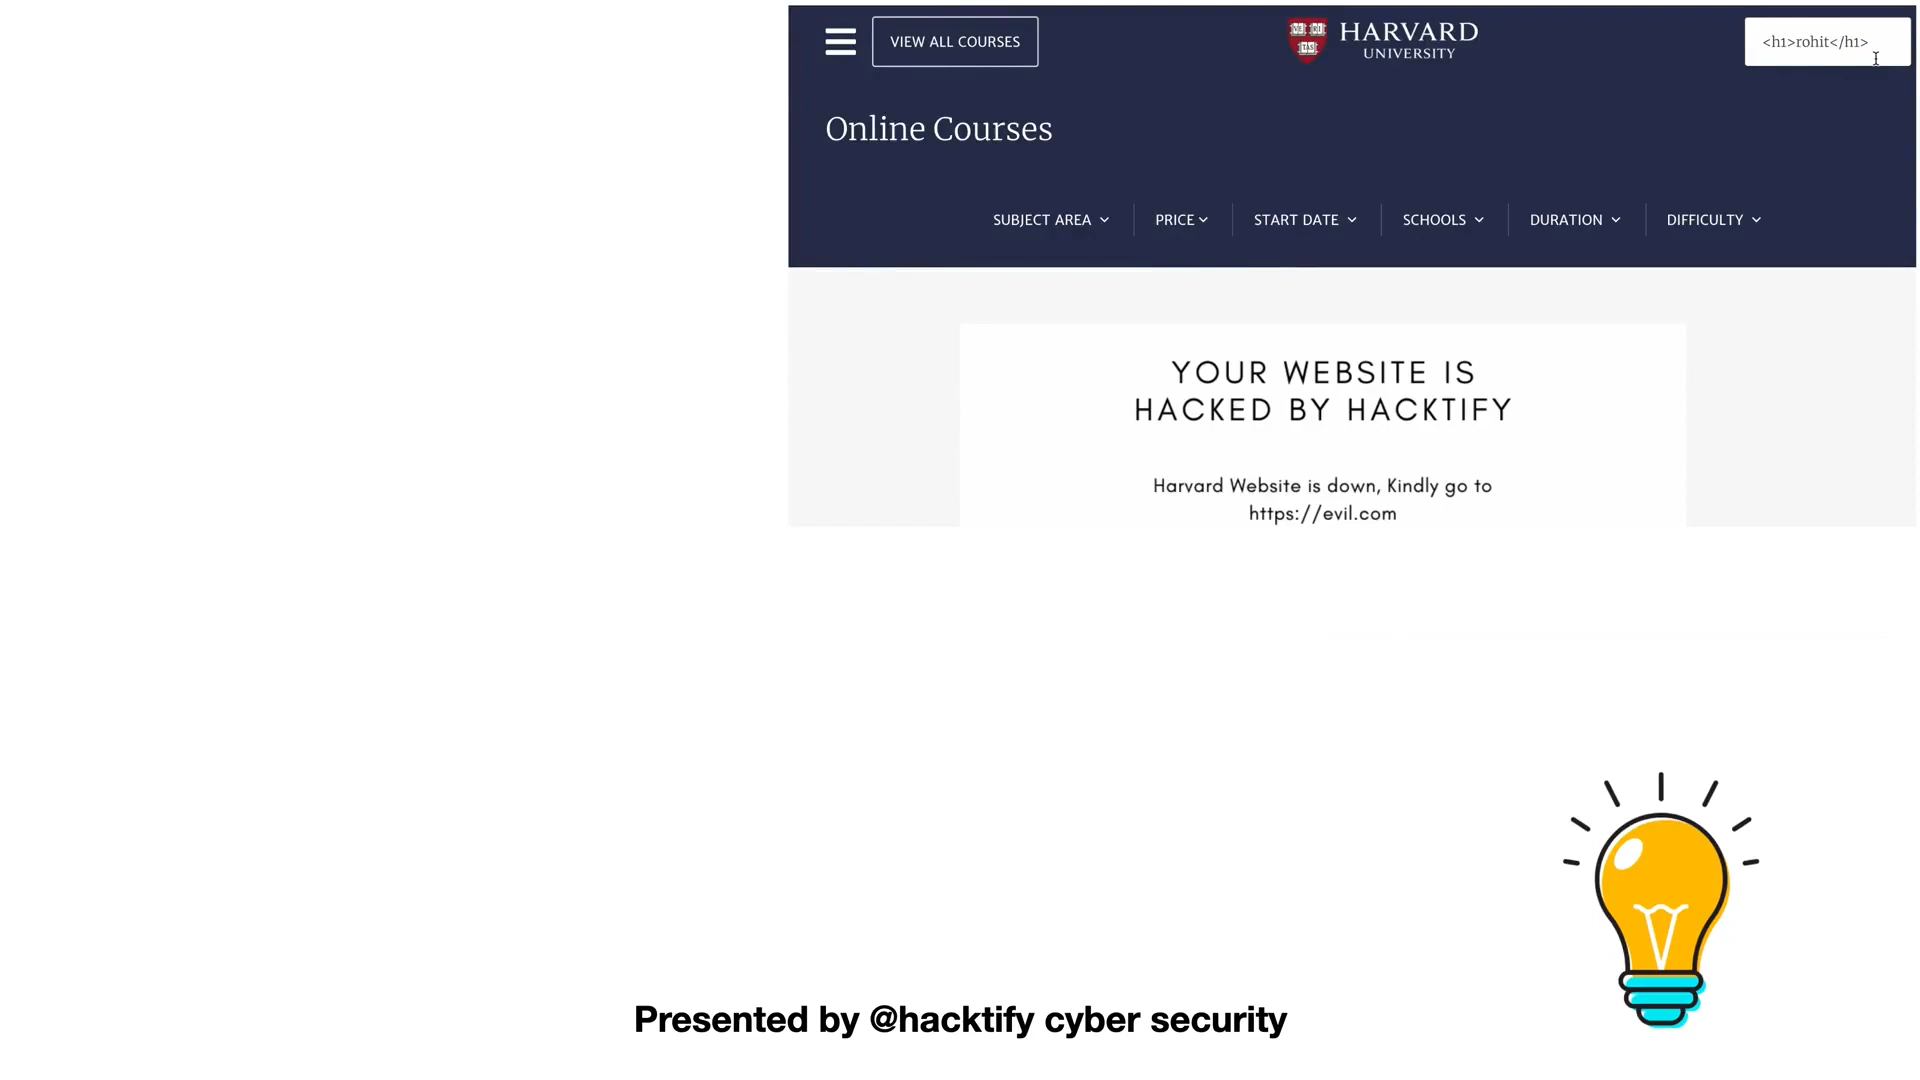 VIEW ALL COURSES
HARVARD
UNIVERSITY
<h1>rohit</h1>
Online Courses
SUBJECT AREA
PRICE
START DATE
SCHOOLS
DURATION
DIFFICULTY
YOUR WEBSITE IS
HACKED BY HACKTIFY
Harvard Website is down, Kindly go to
https://evil.com
Presented by @hacktify cyber security